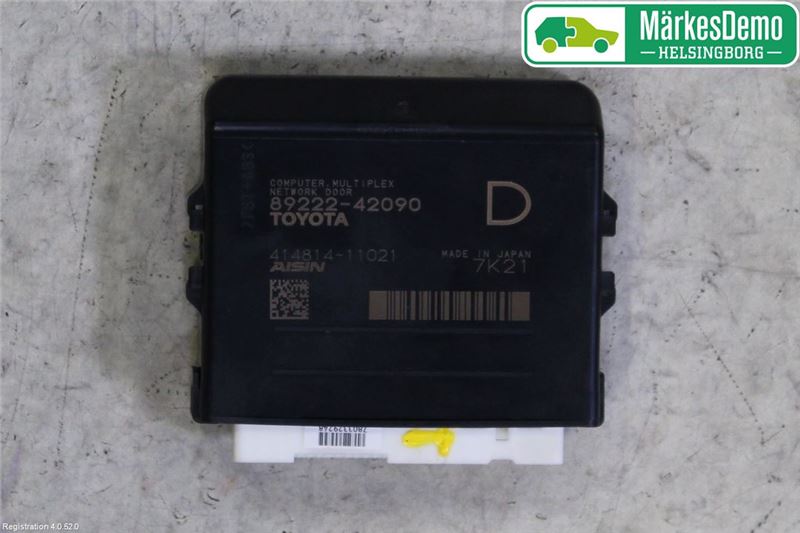 MärkesDemo
HELSINGBORG
COMPUTER, MULTIPLEX
NETWORK DOOR
89222-42090
TOYOTA
D
414814-11021
AISIN
MADE IN JAPAN
7K21
Registration 4.0.52.0